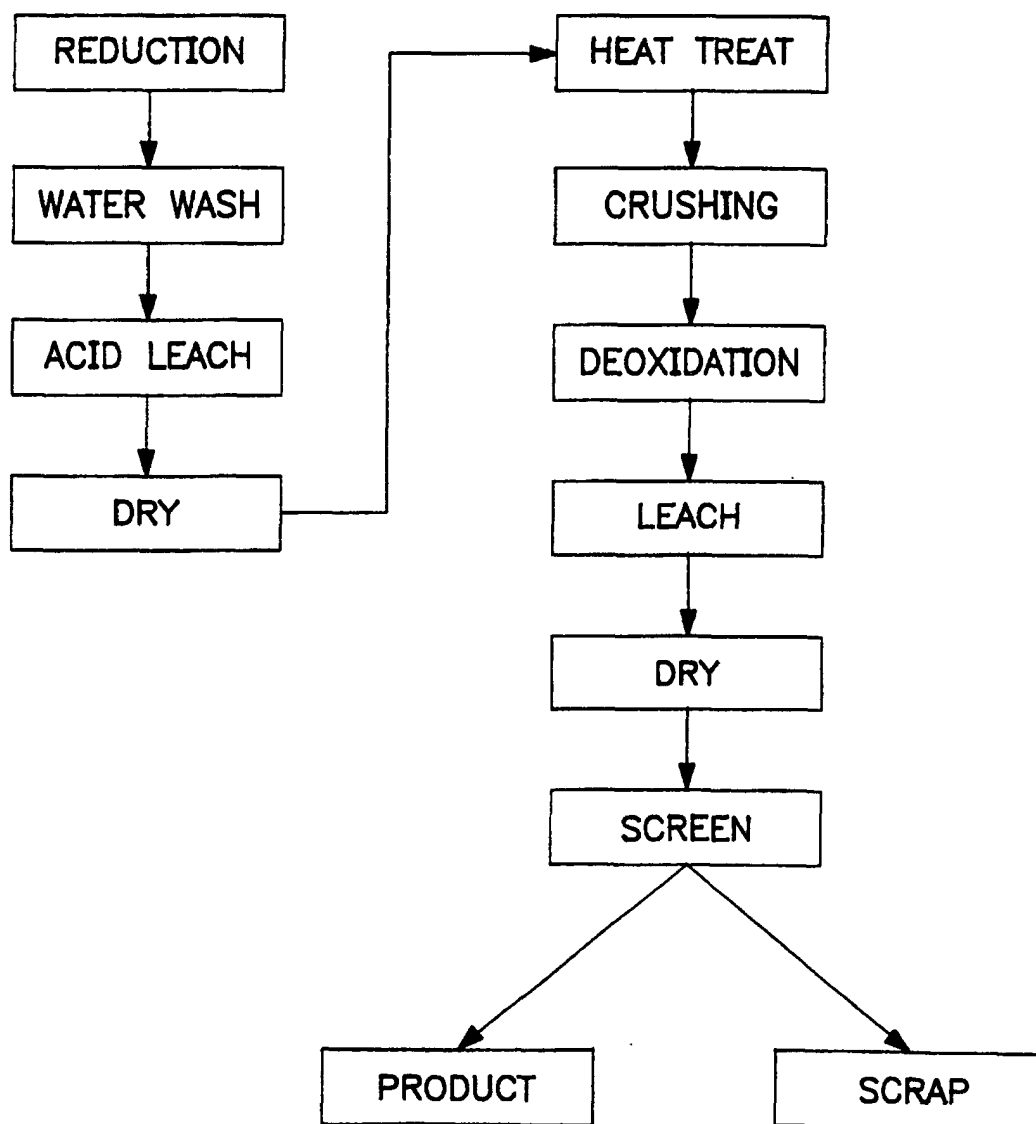 REDUCTION
WATER WASH
ACID LEACH
DRY
HEAT TREAT
CRUSHING
DEOXIDATION
LEACH
DRY
SCREEN
PRODUCT
SCRAP